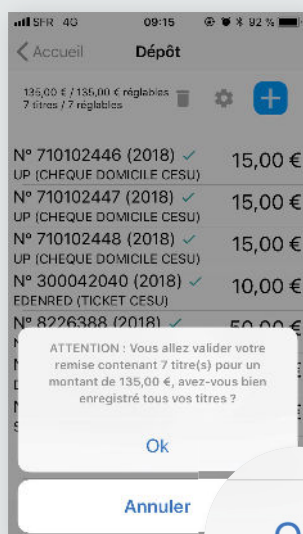 SFR 4G 09:15 92 %
Accueil Dépôt
135,00 € / 135,00 € réglables
7 titres / 7 réglables
N° 710102446 (2018) 15,00 €
UP (CHEQUE DOMICILE CESU)
N° 710102447 (2018) 15,00 €
UP (CHEQUE DOMICILE CESU)
N° 710102448 (2018) 15,00 €
UP (CHEQUE DOMICILE CESU)
N° 300042040 (2018) 10,00 €
EDENRED (TICKET CESU)
N° 8226388 (2018) 50,00 €
ATTENTION : Vous allez valider votre
remise contenant 7 titre(s) pour un
montant de 135,00 €, avez-vous bien
enregistré tous vos titres ?
Ok
Annuler